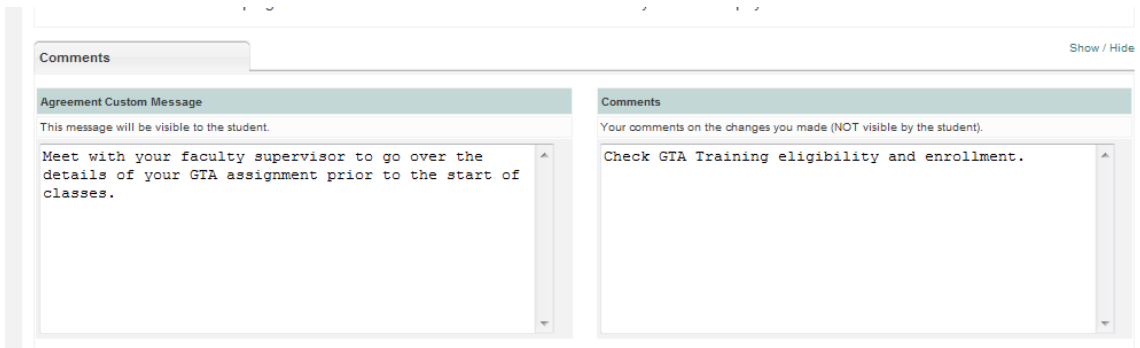 Comments
Show / Hide
Agreement Custom Message
This message will be visible to the student.
Meet with your faculty supervisor to go over the
details of your GTA assignment prior to the start of
classes.
Comments
Your comments on the changes you made (NOT visible by the student).
Check GTA Training eligibility and enrollment.